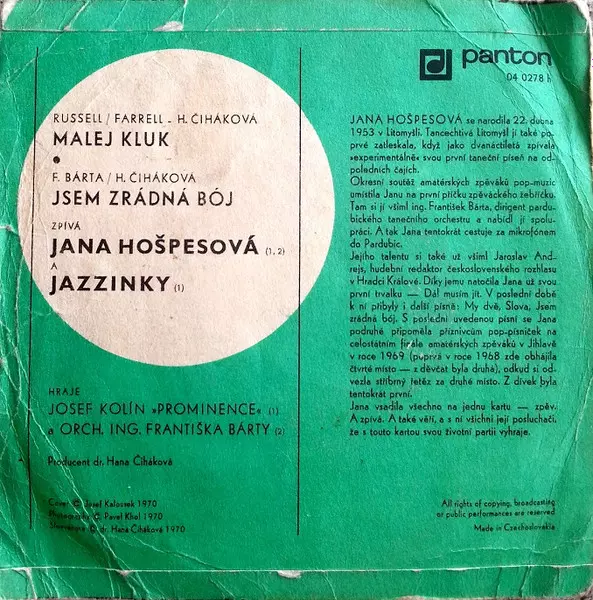 panton
04 0278 h
RUSSELL / FARRELL - H. ČIHÁKOVÁ
MALEJ KLUK
●
F. BÁRTA / H. ČIHÁKOVÁ
JSEM ZRÁDNÁ BÓJ
ZPÍVÁ
JANA HOŠPESOVÁ (1, 2)
A
JAZZINKY (1)
HRAJE
JOSEF KOLÍN »PROMINENCE« (1)
a ORCH. ING. FRANTIŠKA BÁRTY (2)
Producent dr. Hana Čiháková
Cover © Josef Kalousek 1970
Photography © Pavel Khol 1970
Sleevenote © dr. Hana Čiháková 1970
JANA HOŠPESOVÁ se narodila 22. dubna
1953 v Litomyšli. Tancechtivá Litomyšl jí také po-
prvé zatleskala, když jako dvanáctiletá zpívala
»experimentálně« svou první taneční píseň na od-
poledních čajích.
Okresní soutěž amatérských zpěváků pop-music
umístila Janu na první příčku zpěváckého žebříčku.
Tam si jí všiml ing. František Bárta, dirigent pardu-
bického tanečního orchestru a nabídl jí spolu-
práci. A tak Jana tentokrát cestuje za mikrofónem
do Pardubic.
Jejího talentu si také už všiml Jaroslav And-
rejs, hudební redaktor československého rozhlasu
v Hradci Králové. Díky jemu natočila Jana už svou
první trvalku — Dál musím jít. V poslední době
k ní přibyly i další písně: My dvě, Slova, Jsem
zrádná bój. S poslední uvedenou písní se Jana
podruhé připoměla příznivcům pop-písniček na
celostátním finále amatérských zpěváků v Jihlavě
v roce 1969 (poprvé v roce 1968 zde obhájila
čtvrté místo — z děvčat byla druhá), odkud si od-
vezla stříbrný řetěz za druhé místo. Z dívek byla
tentokrát první.
Jana vsadila všechno na jednu kartu — zpěv.
A zpívá. A také věří, a s ní všichni její posluchači,
že s touto kartou svou životní partii vyhraje.
All rights of copying, broadcasting
or public performances are reserved
Made in Czechoslovakia